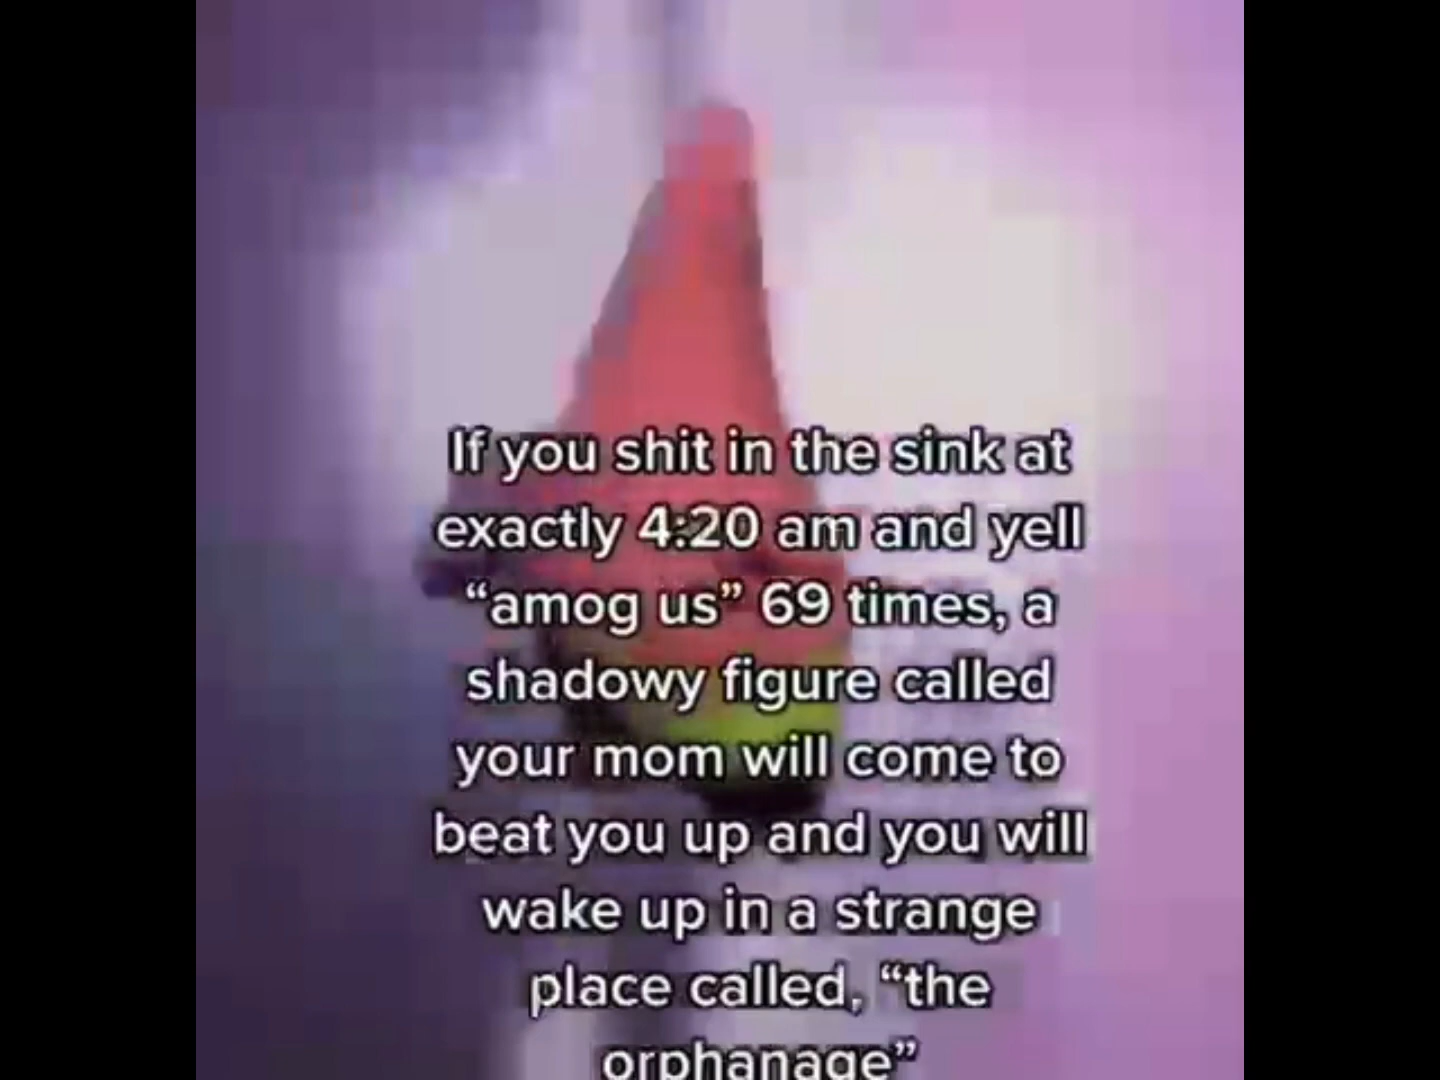 If you shit in the sink at
exactly 4:20 am and yell
“amog us” 69 times, a
shadowy figure called
your mom will come to
beat you up and you will
wake up in a strange
place called, “the
orphanage”